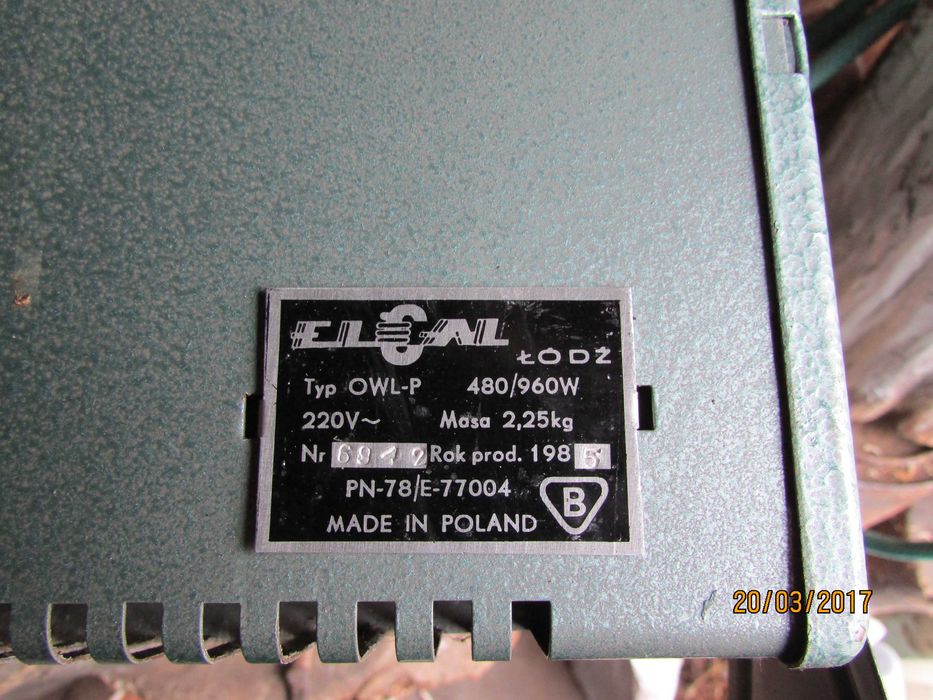 ELGAL
ŁÓDŹ
Typ OWL-P 480/960W
220V~ Masa 2,25kg
Nr 6912 Rok prod. 1985
PN-78/E-77004
B
MADE IN POLAND
20/03/2017